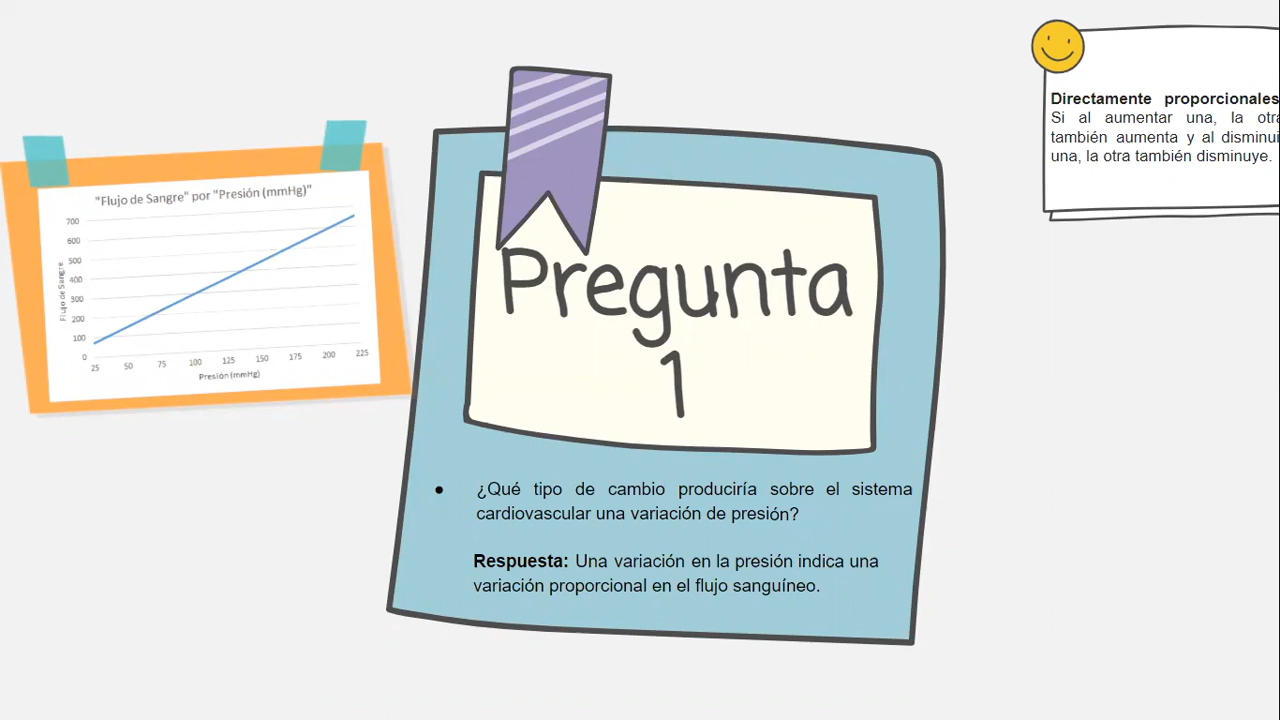 "Flujo de Sangre" por "Presión (mmHg)"
700
600
500
400
300
200
100
0
Flujo de Sangre
25 50 75 100 125 150 175 200 225
Presión (mmHg)
Pregunta
1
● ¿Qué tipo de cambio produciría sobre el sistema
cardiovascular una variación de presión?
Respuesta: Una variación en la presión indica una
variación proporcional en el flujo sanguíneo.
Directamente proporcionales
Si al aumentar una, la otra
también aumenta y al disminui
una, la otra también disminuye.